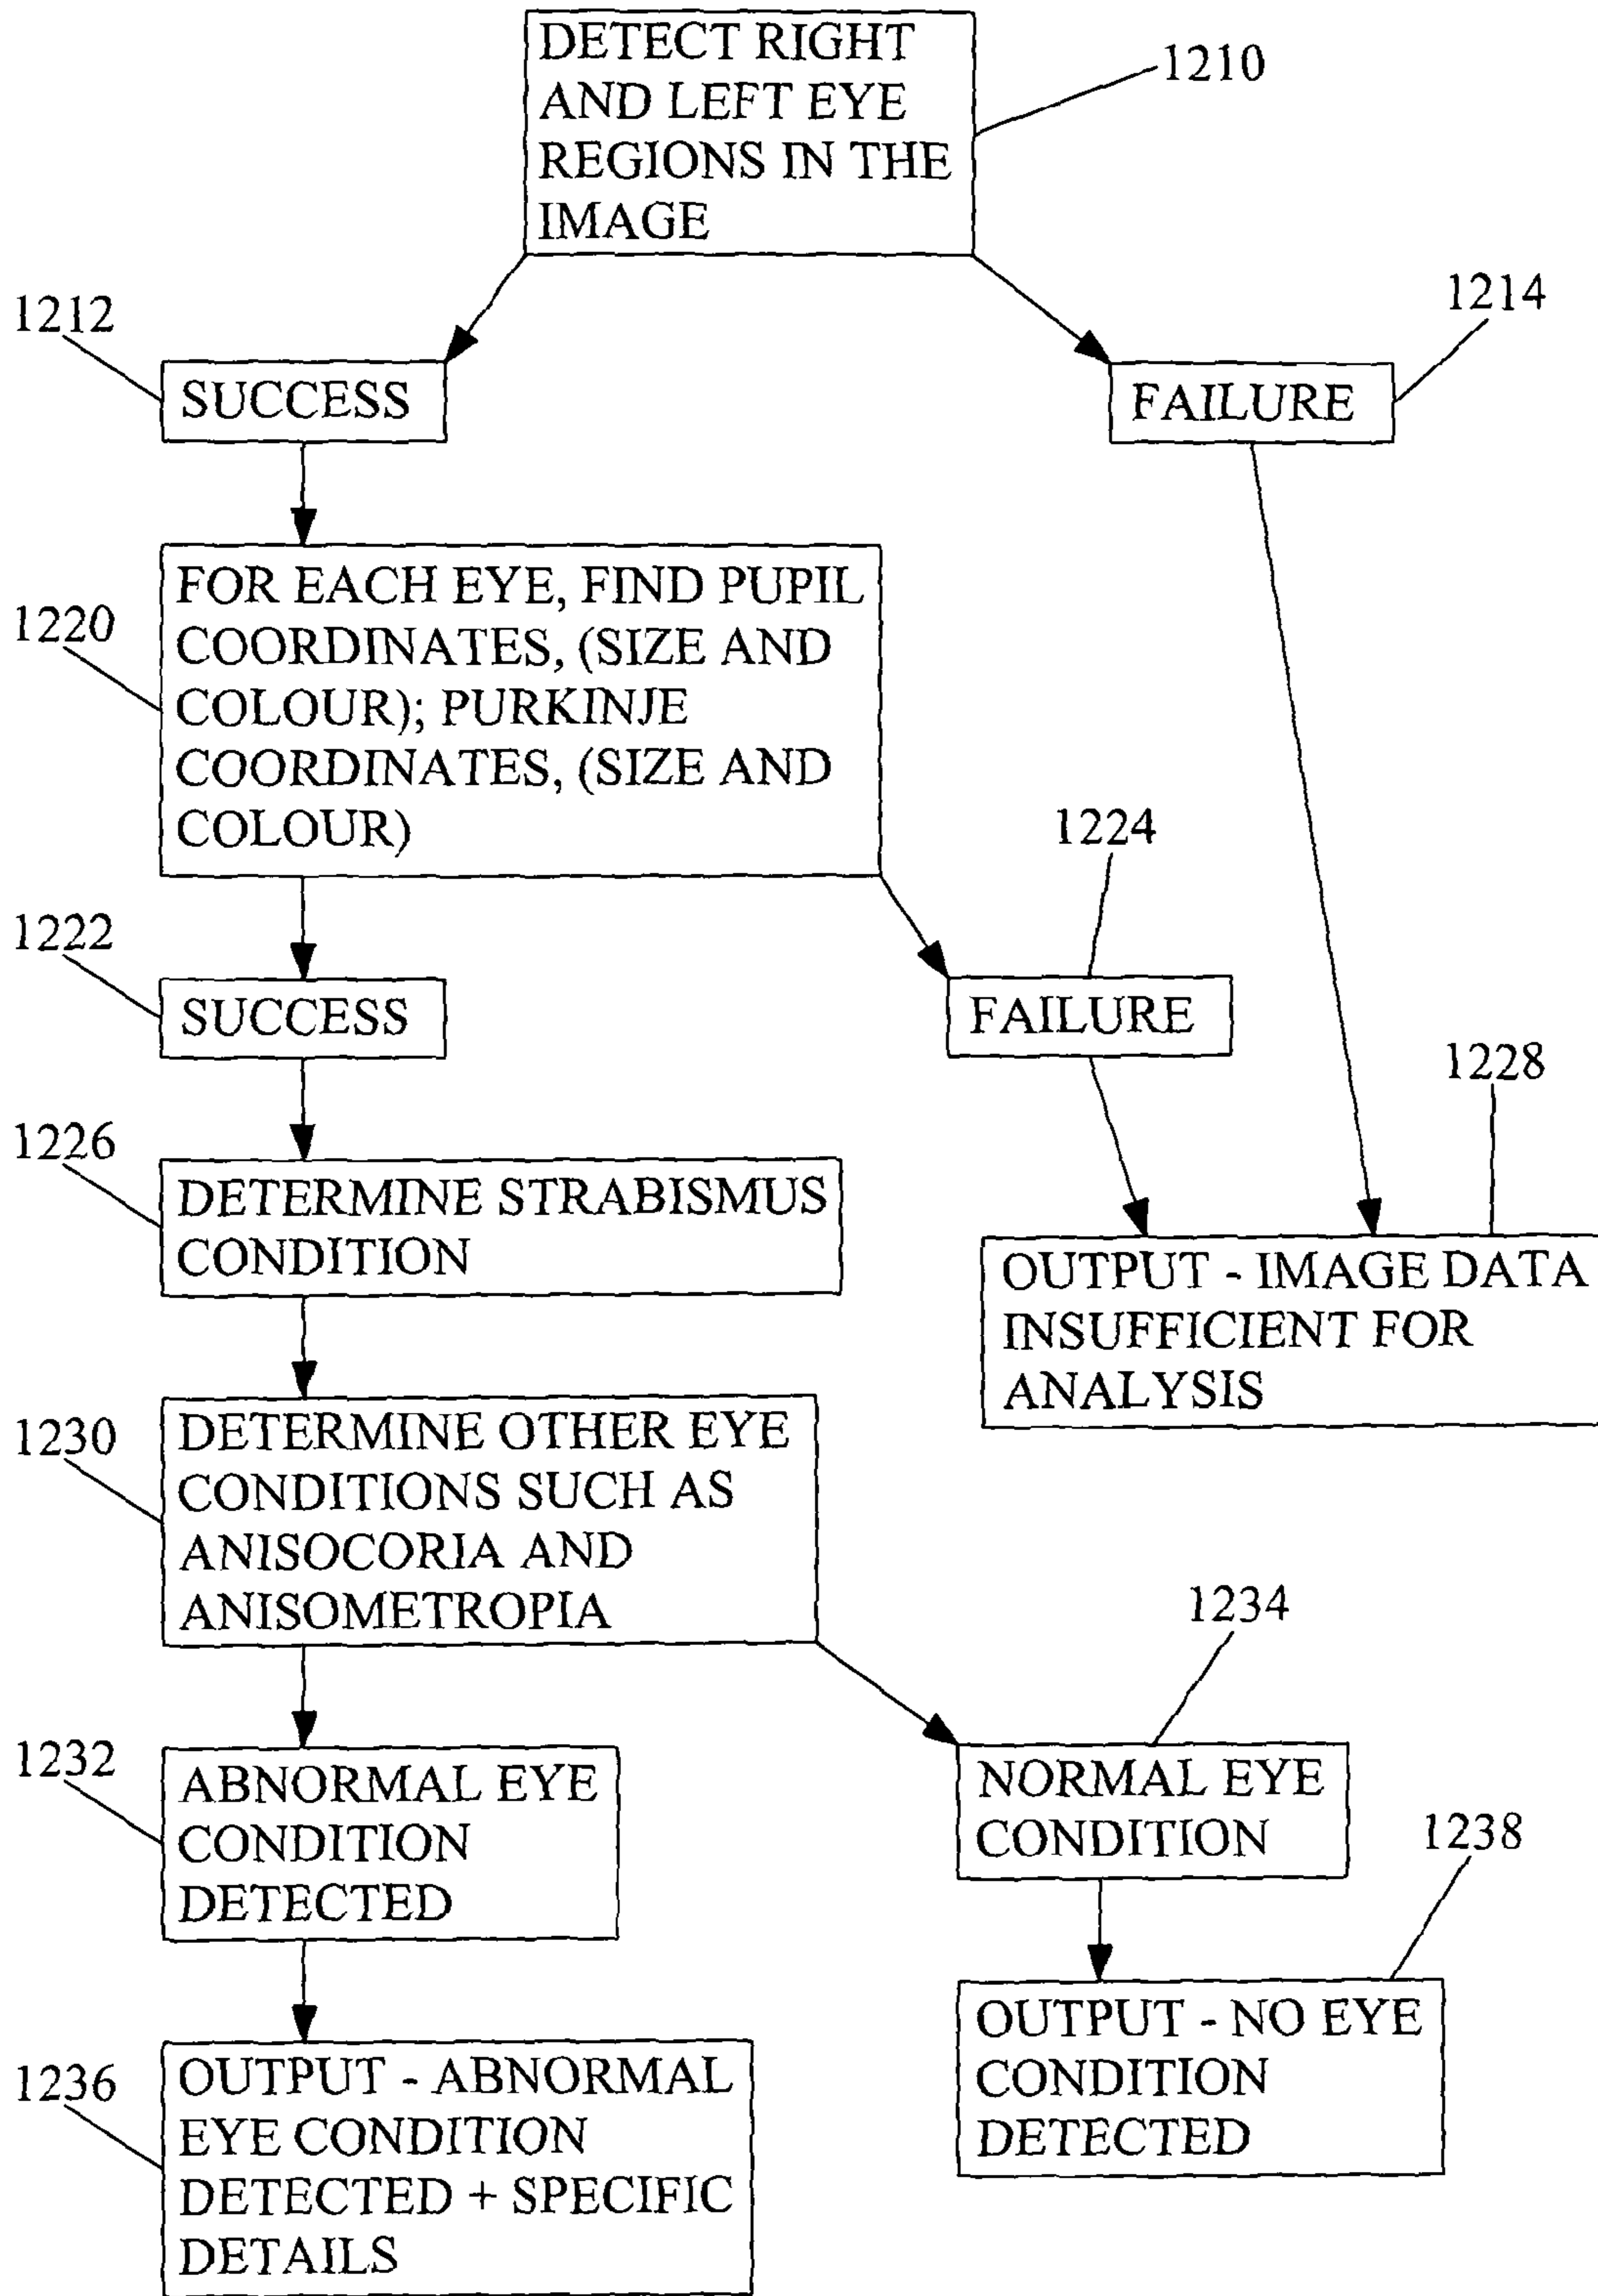 DETECT RIGHT
AND LEFT EYE
REGIONS IN THE
IMAGE
1210
1212
SUCCESS
1214
FAILURE
1220
FOR EACH EYE, FIND PUPIL
COORDINATES, (SIZE AND
COLOUR); PURKINJE
COORDINATES, (SIZE AND
COLOUR)
1222
SUCCESS
1224
FAILURE
1226
DETERMINE STRABISMUS
CONDITION
1228
OUTPUT - IMAGE DATA
INSUFFICIENT FOR
ANALYSIS
1230
DETERMINE OTHER EYE
CONDITIONS SUCH AS
ANISOCORIA AND
ANISOMETROPIA
1232
ABNORMAL EYE
CONDITION
DETECTED
1234
NORMAL EYE
CONDITION
1236
OUTPUT - ABNORMAL
EYE CONDITION
DETECTED + SPECIFIC
DETAILS
1238
OUTPUT - NO EYE
CONDITION
DETECTED